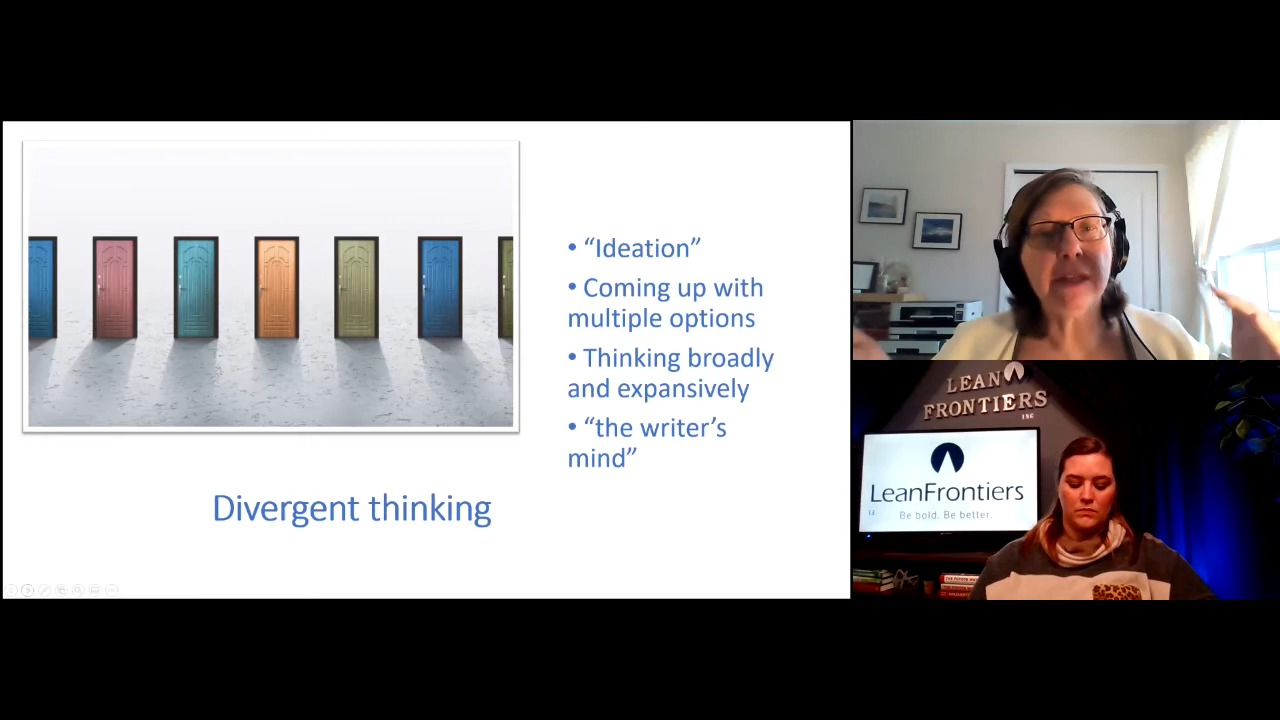 • “Ideation”
• Coming up with
multiple options
• Thinking broadly
and expansively
• “the writer’s
mind”
Divergent thinking
LEAN
FRONTIERS
INC
LeanFrontiers
Be bold. Be better.